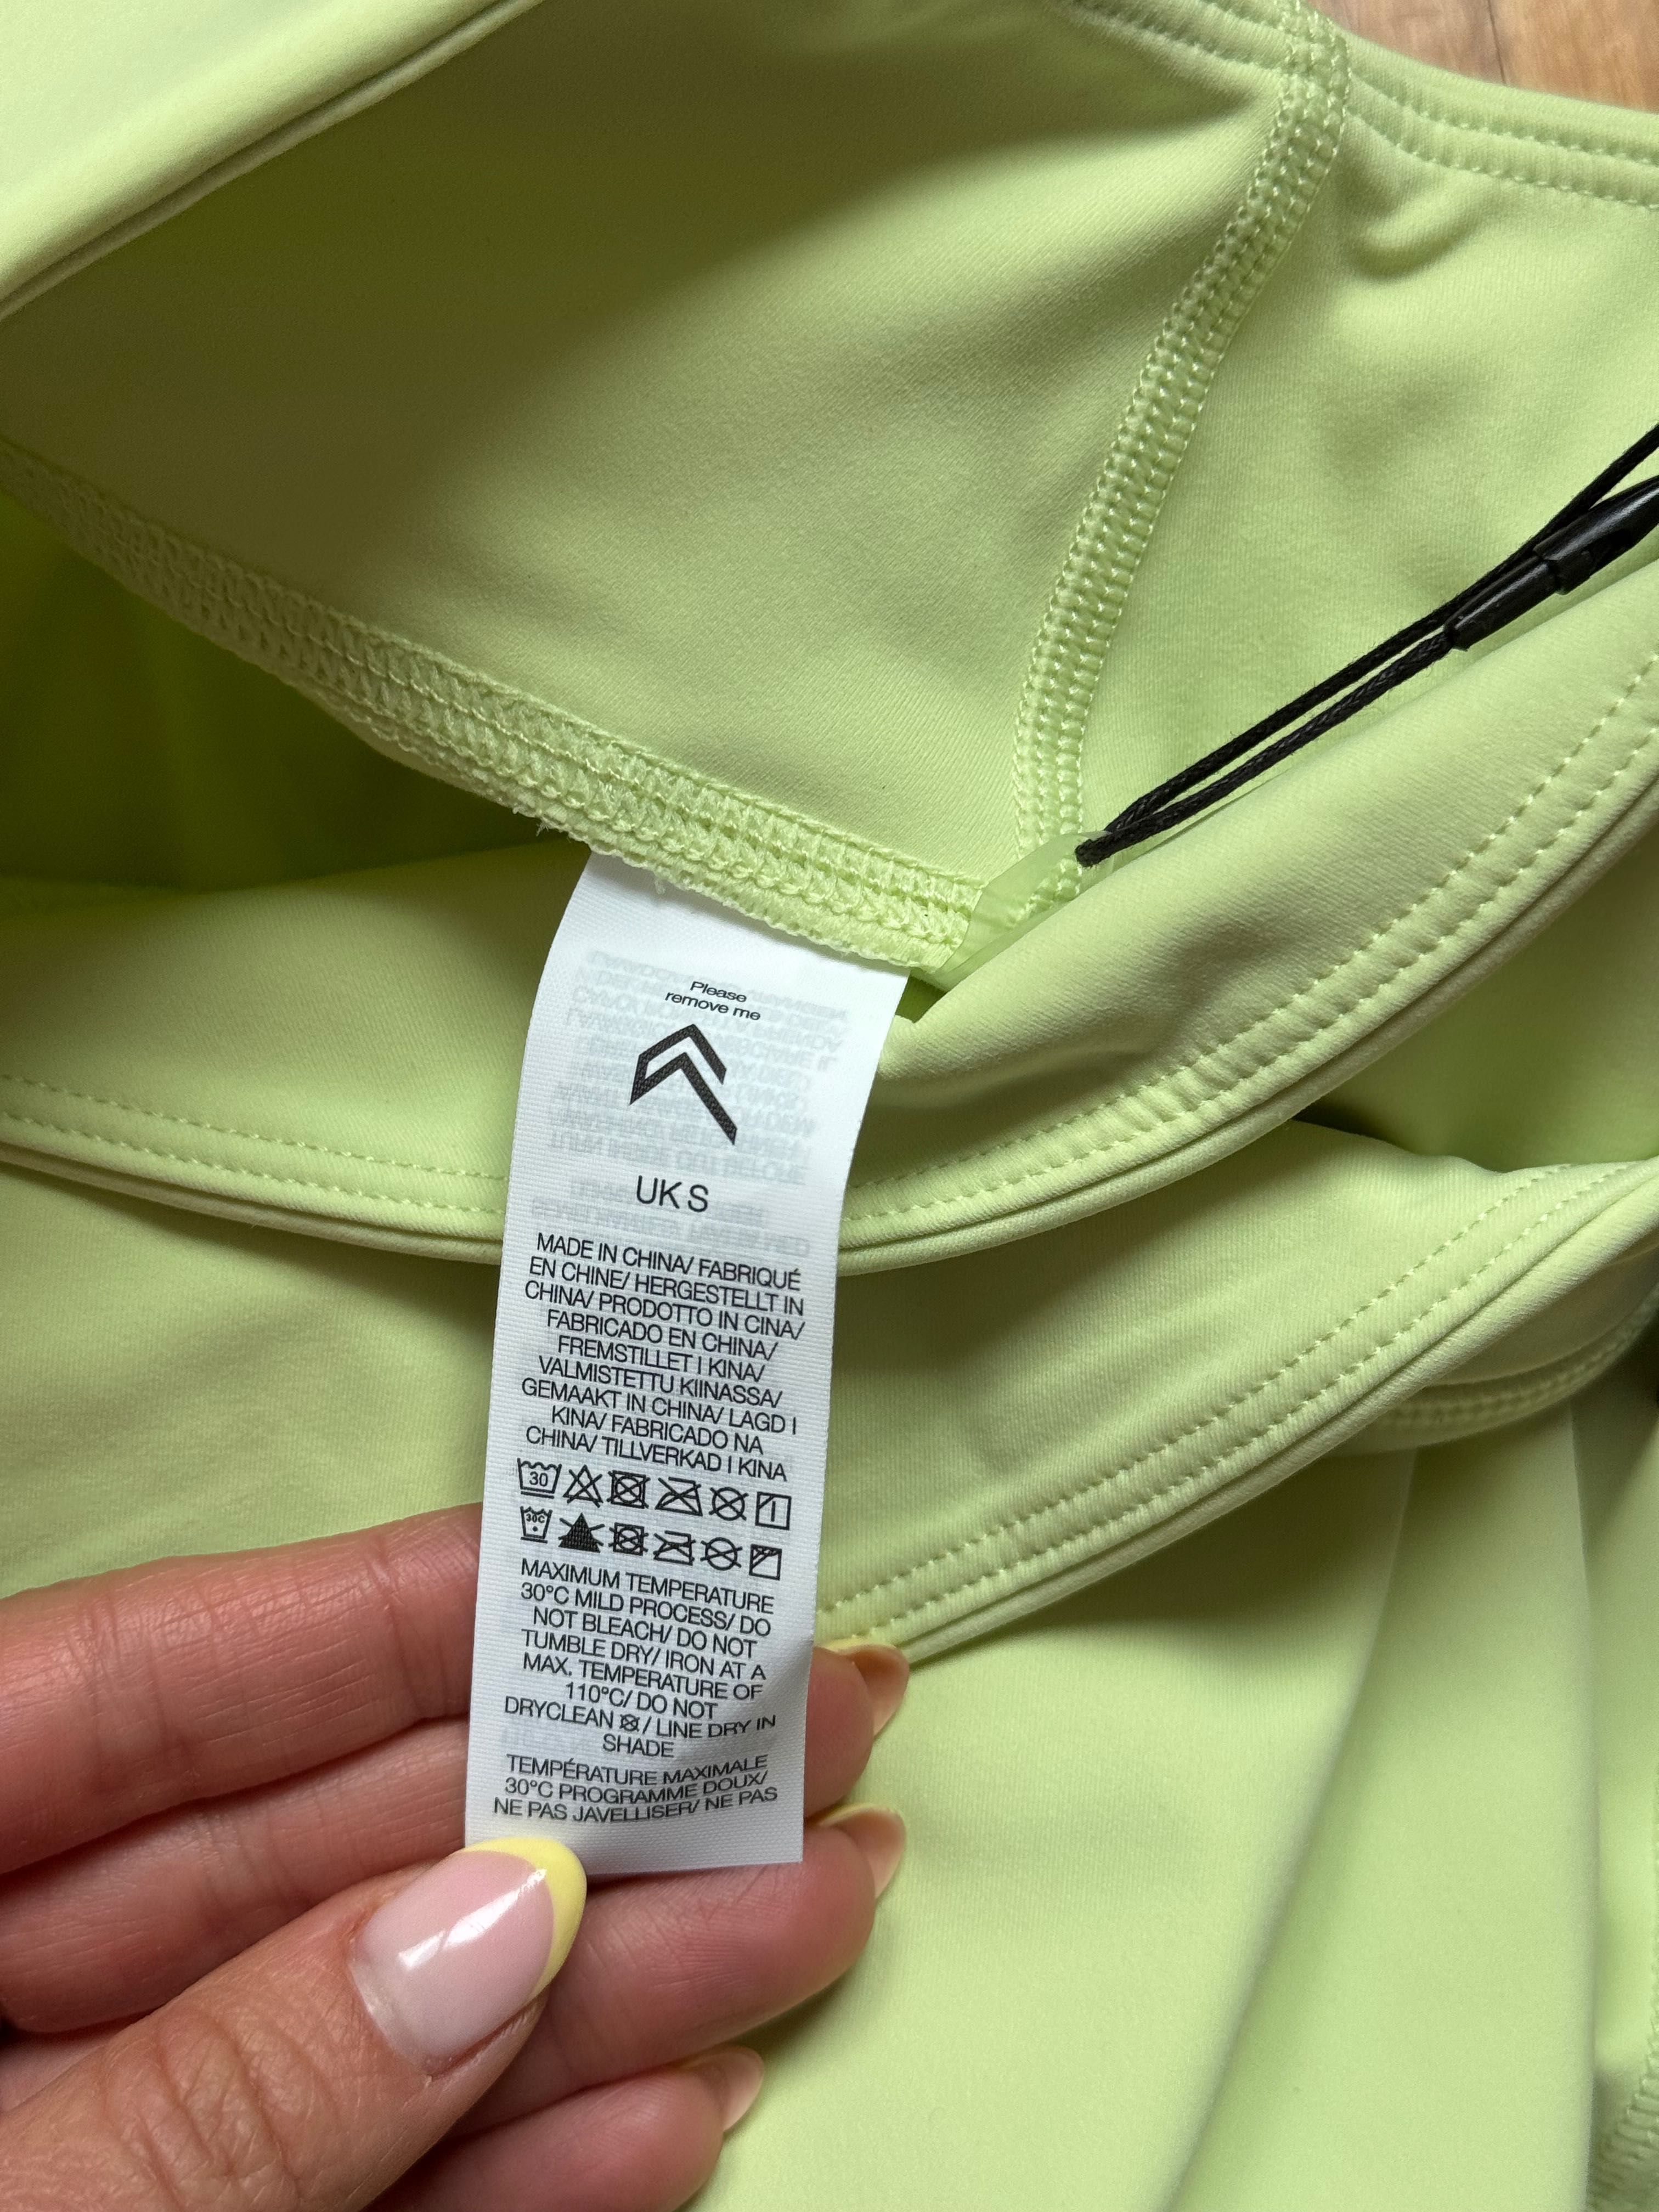 Please
remove me
UK S
MADE IN CHINA/ FABRIQUÉ
EN CHINE/ HERGESTELLT IN
CHINA/ PRODOTTO IN CINA/
FABRICADO EN CHINA/
FREMSTILLET I KINA/
VALMISTETTU KIINASSA/
GEMAAKT IN CHINA/ LAGD I
KINA/ FABRICADO NA
CHINA/ TILLVERKAD I KINA
30
30C
MAXIMUM TEMPERATURE
30°C MILD PROCESS/ DO
NOT BLEACH/ DO NOT
TUMBLE DRY/ IRON AT A
MAX. TEMPERATURE OF
110°C/ DO NOT
DRYCLEAN / LINE DRY IN
SHADE
TEMPÉRATURE MAXIMALE
30°C PROGRAMME DOUX/
NE PAS JAVELLISER/ NE PAS